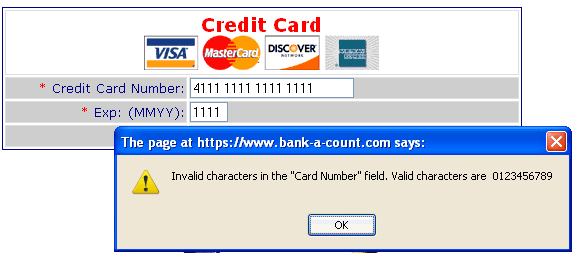 Credit Card
VISA MasterCard DISCOVER
NETWORK
* Credit Card Number: 4111 1111 1111 1111
* Exp: (MMYY): 1111
The page at https://www.bank-a-count.com says:
Invalid characters in the "Card Number" field. Valid characters are 0123456789
OK